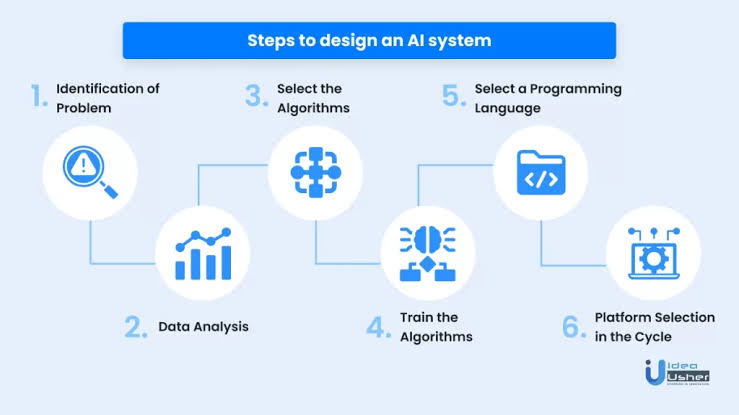 Steps to design an AI system
1. Identification of
Problem
2. Data Analysis
3. Select the
Algorithms
4. Train the
Algorithms
5. Select a Programming
Language
</>
6. Platform Selection
in the Cycle
Idea
Usher